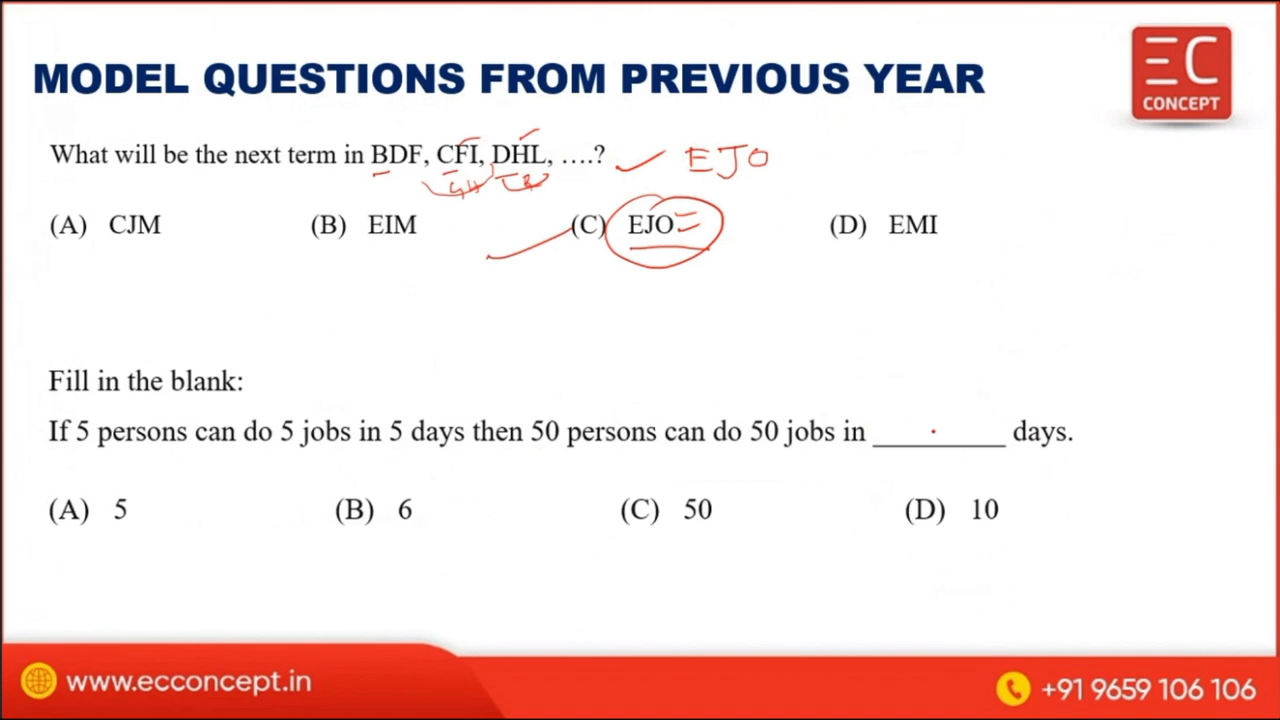 MODEL QUESTIONS FROM PREVIOUS YEAR
EC
CONCEPT
What will be the next term in BDF, CFI, DHL, ....? EJO
GH
(A) CJM (B) EIM (C) EJO (D) EMI
Fill in the blank:
If 5 persons can do 5 jobs in 5 days then 50 persons can do 50 jobs in _________ days.
(A) 5 (B) 6 (C) 50 (D) 10
www.ecconcept.in
+91 9659 106 106